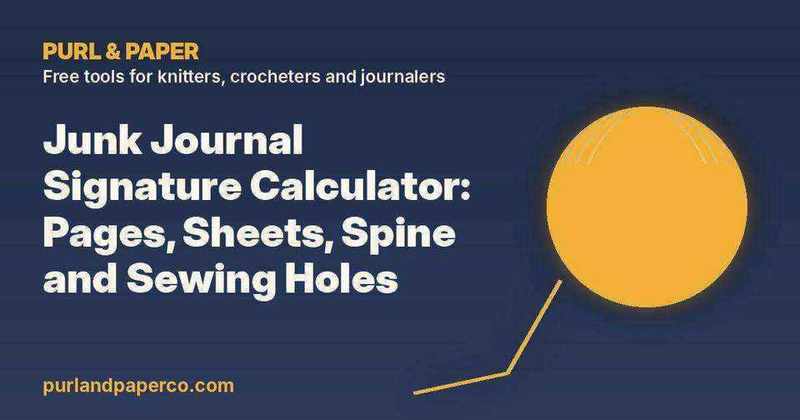 PURL & PAPER
Free tools for knitters, crocheters and journalers
Junk Journal
Signature Calculator:
Pages, Sheets, Spine
and Sewing Holes
purlandpaperco.com